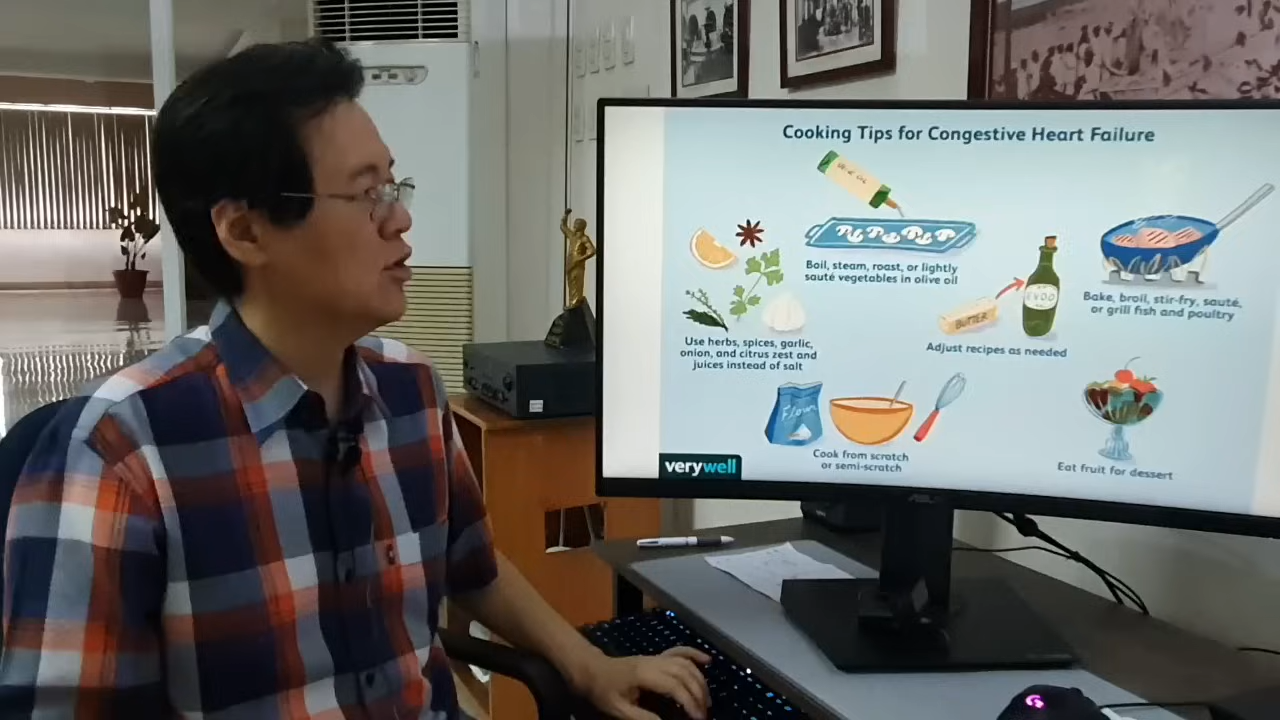 Cooking Tips for Congestive Heart Failure
Boil, steam, roast, or lightly
sauté vegetables in olive oil
Use herbs, spices, garlic,
onion, and citrus zest and
juices instead of salt
BUTTER
EVOO
Adjust recipes as needed
Bake, broil, stir-fry, sauté,
or grill fish and poultry
Flour
Cook from scratch
or semi-scratch
Eat fruit for dessert
verywell
ASUS